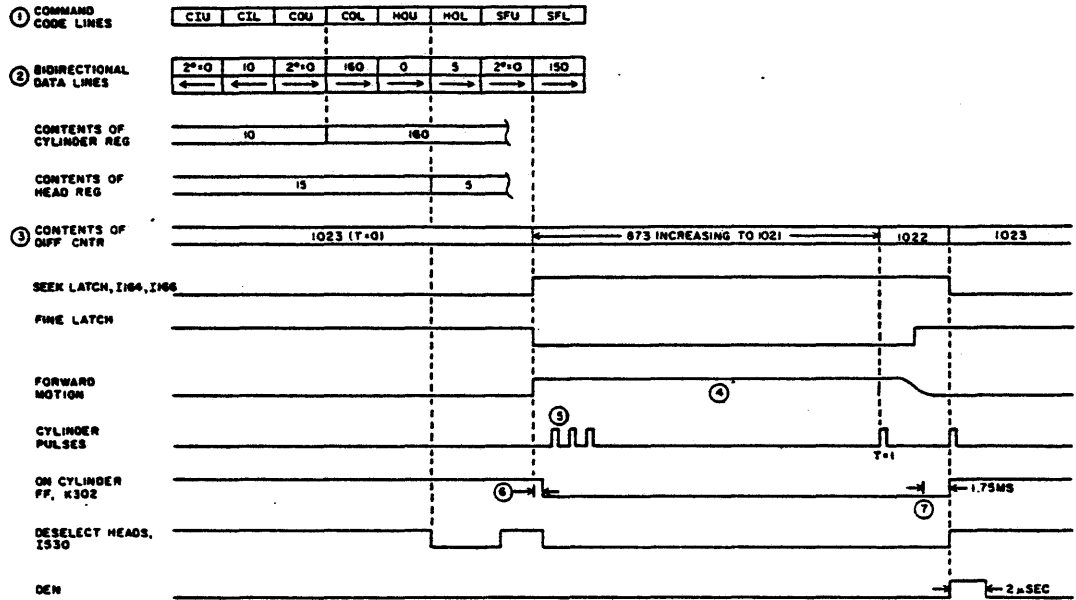 ① COMMAND
CODE LINES
CIU CIL COU COL HOU HOL SFU SFL
② BIDIRECTIONAL
DATA LINES
2⁹=0 10 2⁹=0 160 0 5 2⁹=0 150
← ← → → → → → →
CONTENTS OF
CYLINDER REG
10 160
CONTENTS OF
HEAD REG
15 5
③ CONTENTS OF
DIFF CNTR
1023 (T=0) 873 INCREASING TO 1021 1022 1023
SEEK LATCH, I164, I166
FINE LATCH
FORWARD
MOTION
④
CYLINDER
PULSES
⑤
T=1
ON CYLINDER
FF, K302
⑥
⑦
1.75MS
DESELECT HEADS,
I530
DEN
2 µSEC